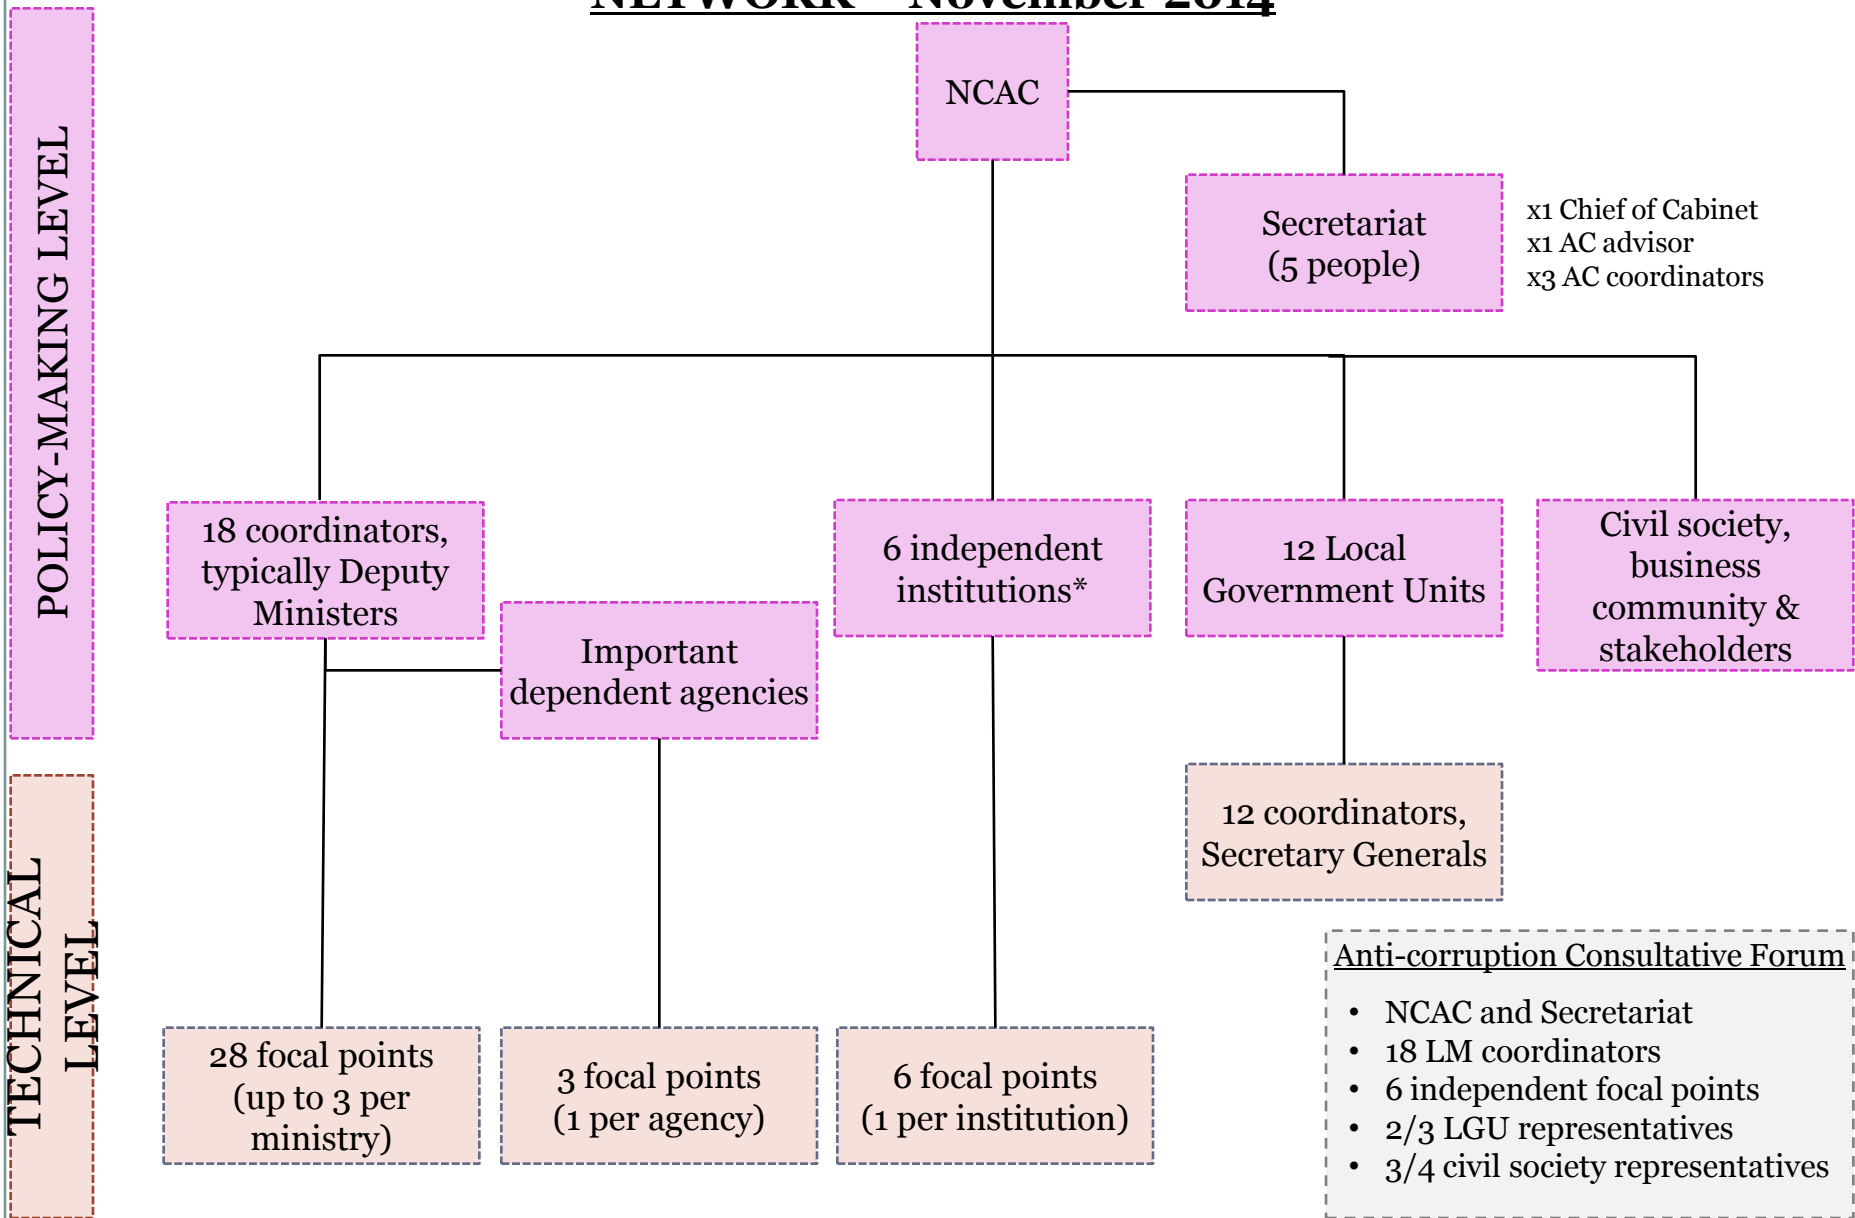 NETWORK – November 2014
POLICY-MAKING LEVEL
NCAC
Secretariat
(5 people)
x1 Chief of Cabinet
x1 AC advisor
x3 AC coordinators
18 coordinators,
typically Deputy
Ministers
Important
dependent agencies
6 independent
institutions*
12 Local
Government Units
Civil society,
business
community &
stakeholders
TECHNICAL
LEVEL
12 coordinators,
Secretary Generals
28 focal points
(up to 3 per
ministry)
3 focal points
(1 per agency)
6 focal points
(1 per institution)
Anti-corruption Consultative Forum
• NCAC and Secretariat
• 18 LM coordinators
• 6 independent focal points
• 2/3 LGU representatives
• 3/4 civil society representatives